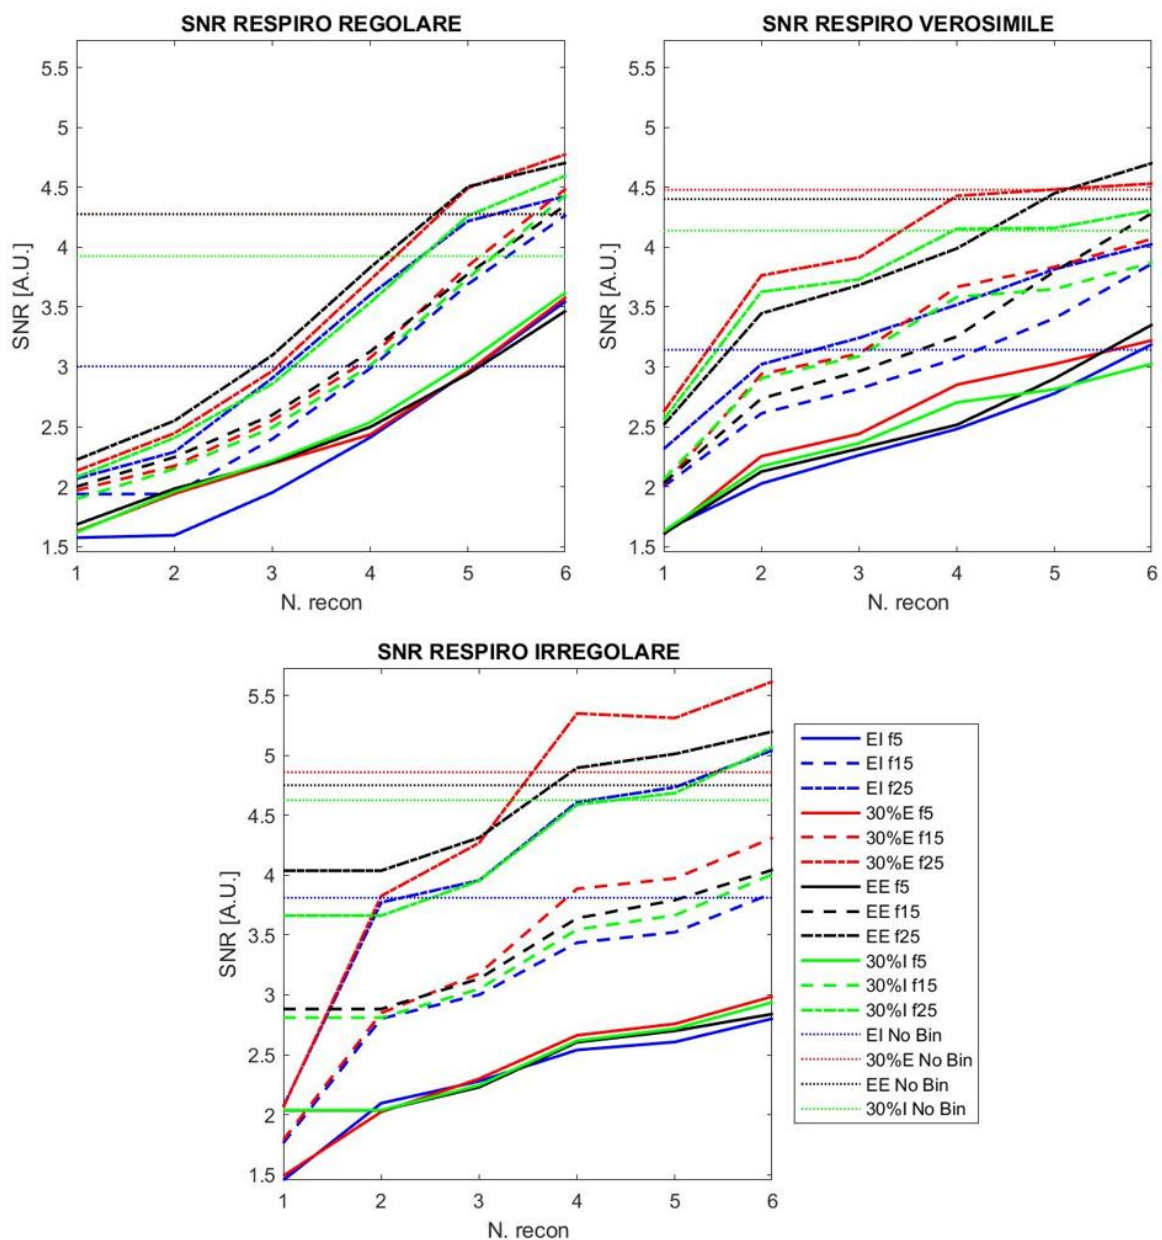 SNR RESPIRO REGOLARE
5.5
5
4.5
4
3.5
3
2.5
2
1.5
SNR [A.U.]
1 2 3 4 5 6
N. recon
SNR RESPIRO VEROSIMILE
5.5
5
4.5
4
3.5
3
2.5
2
1.5
SNR [A.U.]
1 2 3 4 5 6
N. recon
SNR RESPIRO IRREGOLARE
5.5
5
4.5
4
3.5
3
2.5
2
1.5
SNR [A.U.]
1 2 3 4 5 6
N. recon
EI f5
EI f15
EI f25
30%E f5
30%E f15
30%E f25
EE f5
EE f15
EE f25
30%I f5
30%I f15
30%I f25
EI No Bin
30%E No Bin
EE No Bin
30%I No Bin